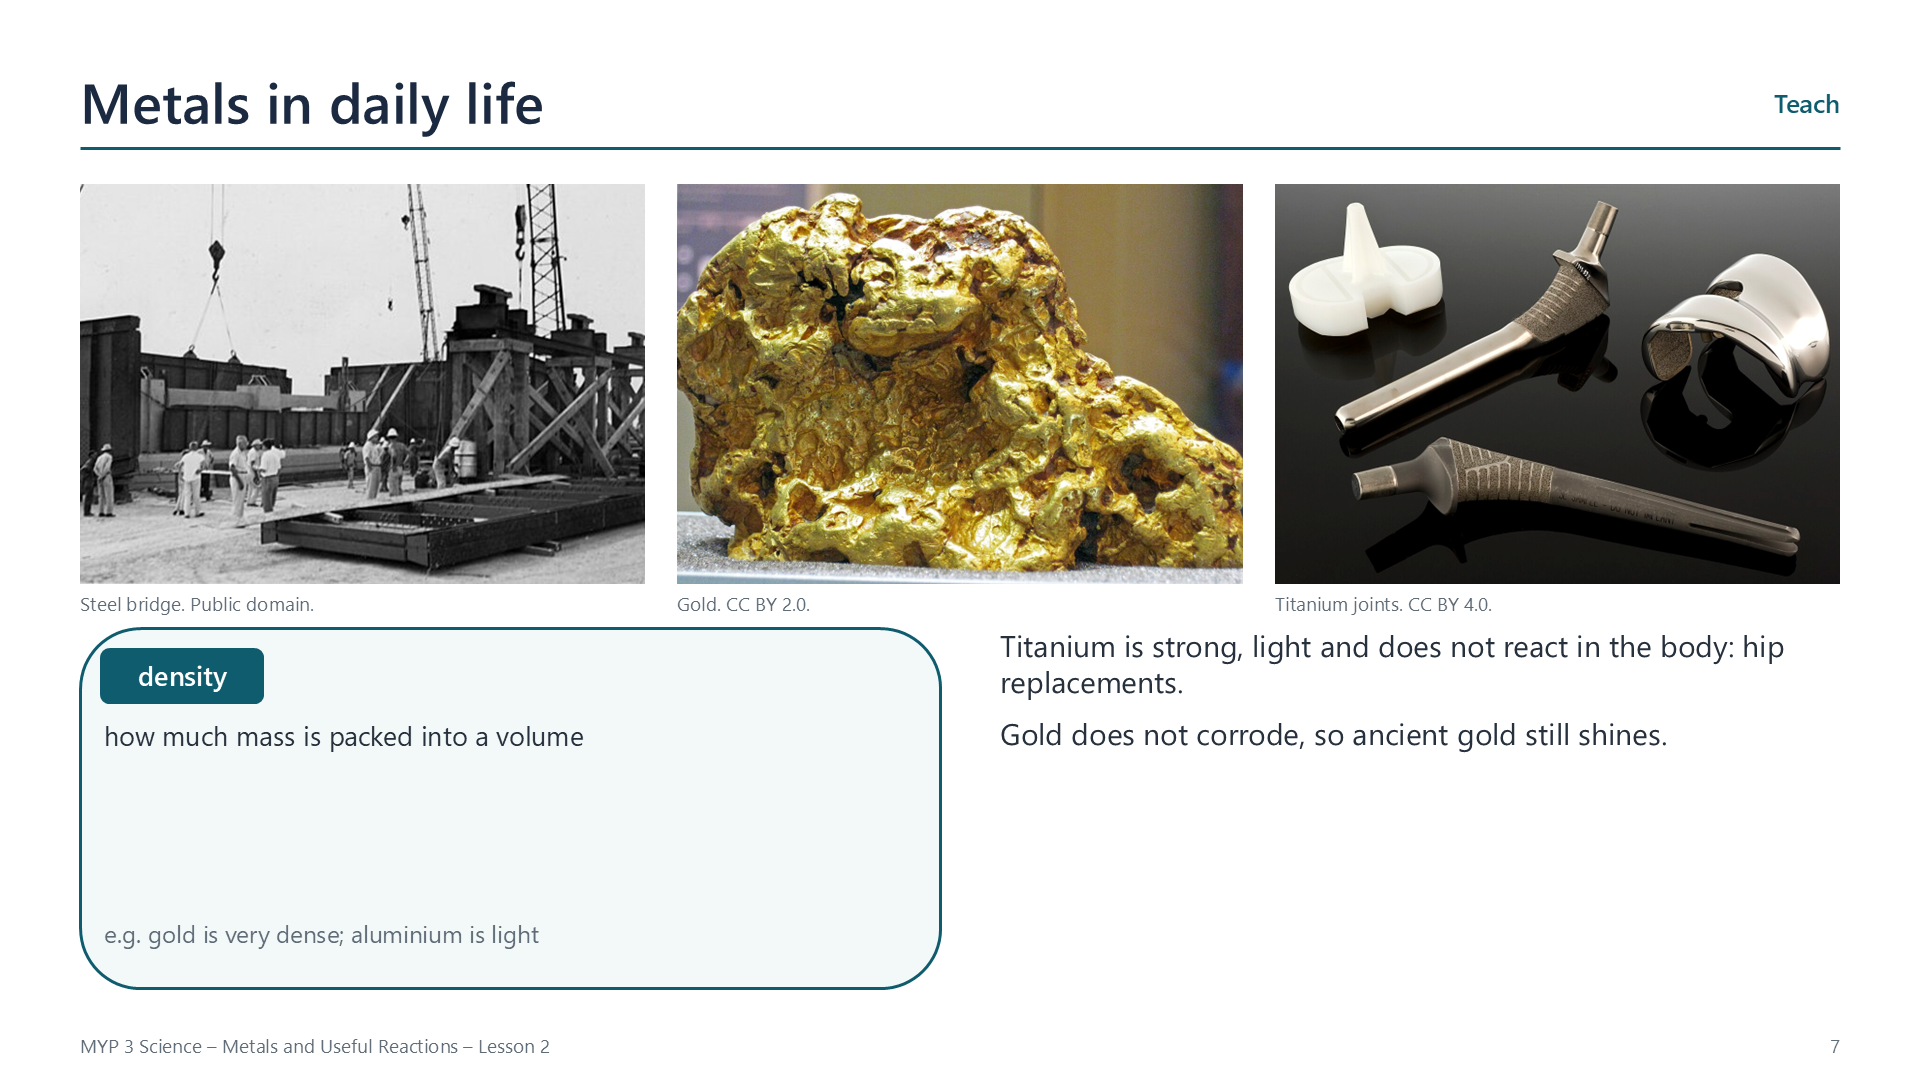 Metals in daily life
Teach
Steel bridge. Public domain.
Gold. CC BY 2.0.
Titanium joints. CC BY 4.0.
density
how much mass is packed into a volume
e.g. gold is very dense; aluminium is light
Titanium is strong, light and does not react in the body: hip
replacements.
Gold does not corrode, so ancient gold still shines.
MYP 3 Science – Metals and Useful Reactions – Lesson 2
7